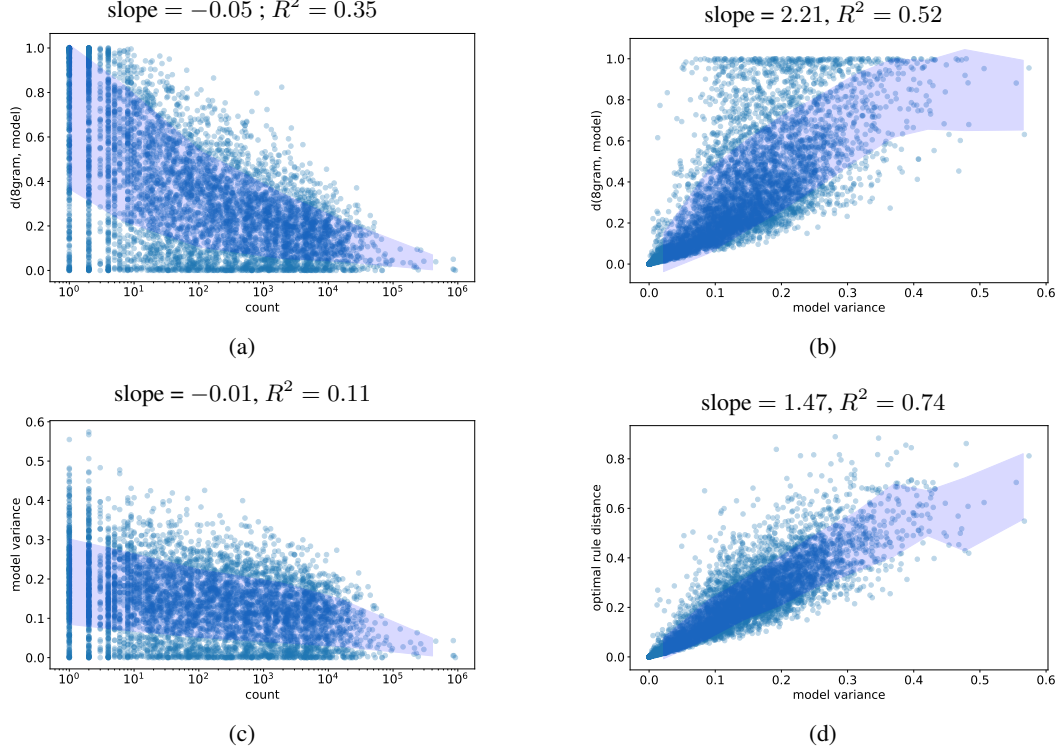 slope = −0.05 ; R² = 0.35
1.0
0.8
0.6
0.4
0.2
0.0
d(8gram, model)
10⁰ 10¹ 10² 10³ 10⁴ 10⁵ 10⁶
count
(a)
slope = 2.21, R² = 0.52
1.0
0.8
0.6
0.4
0.2
0.0
d(8gram, model)
0.0 0.1 0.2 0.3 0.4 0.5 0.6
model variance
(b)
slope = −0.01, R² = 0.11
0.6
0.5
0.4
0.3
0.2
0.1
0.0
model variance
10⁰ 10¹ 10² 10³ 10⁴ 10⁵ 10⁶
count
(c)
slope = 1.47, R² = 0.74
0.8
0.6
0.4
0.2
0.0
optimal rule distance
0.0 0.1 0.2 0.3 0.4 0.5 0.6
model variance
(d)